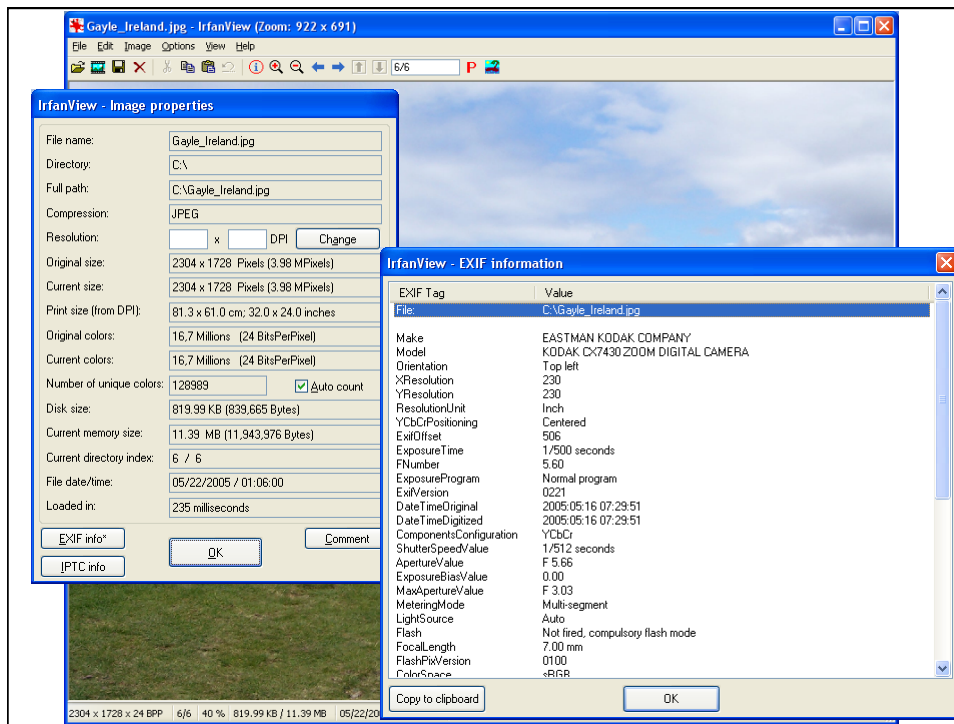 Gayle_Ireland.jpg - IrfanView (Zoom: 922 x 691)
File Edit Image Options View Help
6/6 P
IrfanView - Image properties
File name: Gayle_Ireland.jpg
Directory: C:\
Full path: C:\Gayle_Ireland.jpg
Compression: JPEG
Resolution: x DPI Change
Original size: 2304 x 1728 Pixels (3.98 MPixels)
Current size: 2304 x 1728 Pixels (3.98 MPixels)
Print size (from DPI): 81.3 x 61.0 cm; 32.0 x 24.0 inches
Original colors: 16,7 Millions (24 BitsPerPixel)
Current colors: 16,7 Millions (24 BitsPerPixel)
Number of unique colors: 128989 Auto count
Disk size: 819.99 KB (839,665 Bytes)
Current memory size: 11.39 MB (11,943,976 Bytes)
Current directory index: 6 / 6
File date/time: 05/22/2005 / 01:06:00
Loaded in: 235 milliseconds
EXIF info* OK Comment
IPTC info
IrfanView - EXIF information
EXIF Tag Value
File: C:\Gayle_Ireland.jpg
Make EASTMAN KODAK COMPANY
Model KODAK CX7430 ZOOM DIGITAL CAMERA
Orientation Top left
XResolution 230
YResolution 230
ResolutionUnit Inch
YCbCrPositioning Centered
ExifOffset 506
ExposureTime 1/500 seconds
FNumber 5.60
ExposureProgram Normal program
ExifVersion 0221
DateTimeOriginal 2005:05:16 07:29:51
DateTimeDigitized 2005:05:16 07:29:51
ComponentsConfiguration YCbCr
ShutterSpeedValue 1/512 seconds
ApertureValue F 5.66
ExposureBiasValue 0.00
MaxApertureValue F 3.03
MeteringMode Multi-segment
LightSource Auto
Flash Not fired, compulsory flash mode
FocalLength 7.00 mm
FlashPixVersion 0100
ColorSpace sRGB
Copy to clipboard OK
2304 x 1728 x 24 BPP 6/6 40 % 819.99 KB / 11.39 MB 05/22/20